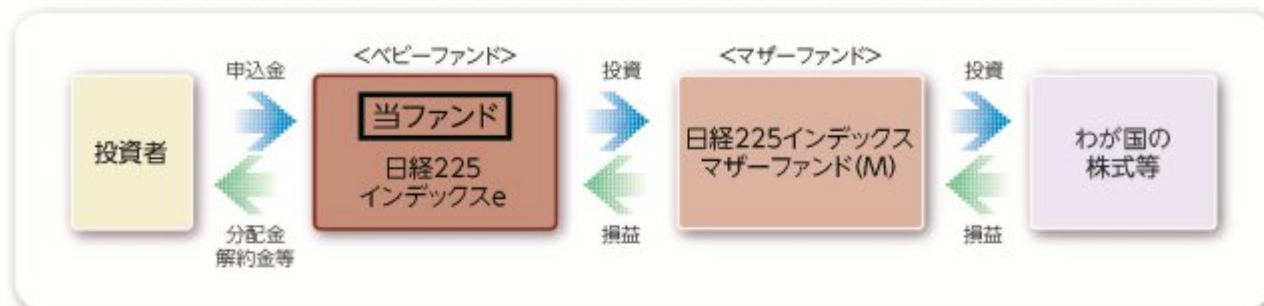 <ベビーファンド>
<マザーファンド>
申込金
投資
投資
投資者
当ファンド
日経225
インデックスe
日経225インデックス
マザーファンド(M)
わが国の
株式等
分配金
解約金等
損益
損益